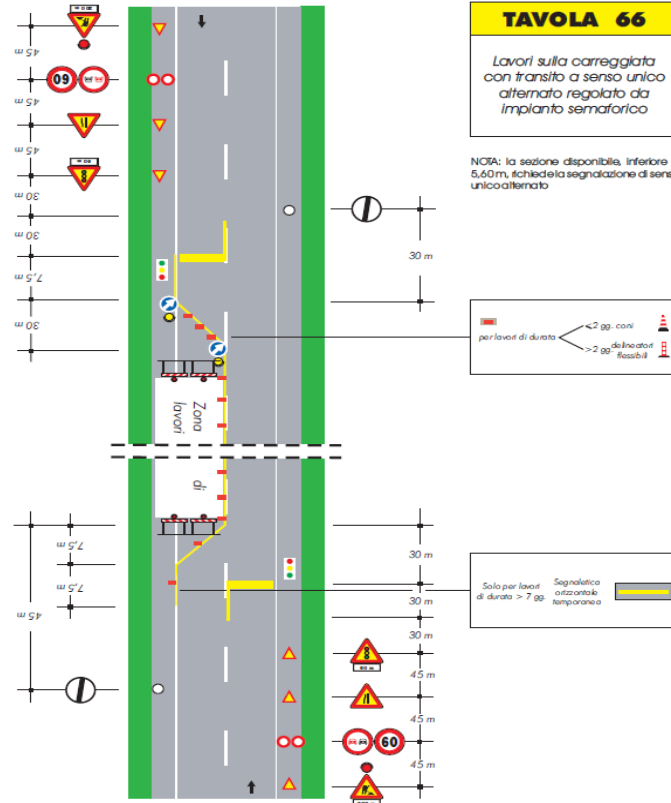 TAVOLA 66
Lavori sulla carreggiata
con transito a senso unico
alternato regolato da
impianto semaforico
NOTA: la sezione disponibile, inferiore
5,60 m, richiede la segnalazione di sens
unico alternato
45 m
45 m
60
45 m
30 m
30 m
7,5 m
30 m
30 m
per lavori di durata
≤2 gg. coni
>2 gg. delineatori
flessibili
Zona
lavori
di
7,5 m
7,5 m
45 m
30 m
30 m
30 m
45 m
45 m
60
45 m
Solo per lavori
di durata > 7 gg.
Segnaletica
orizzontale
temporanea